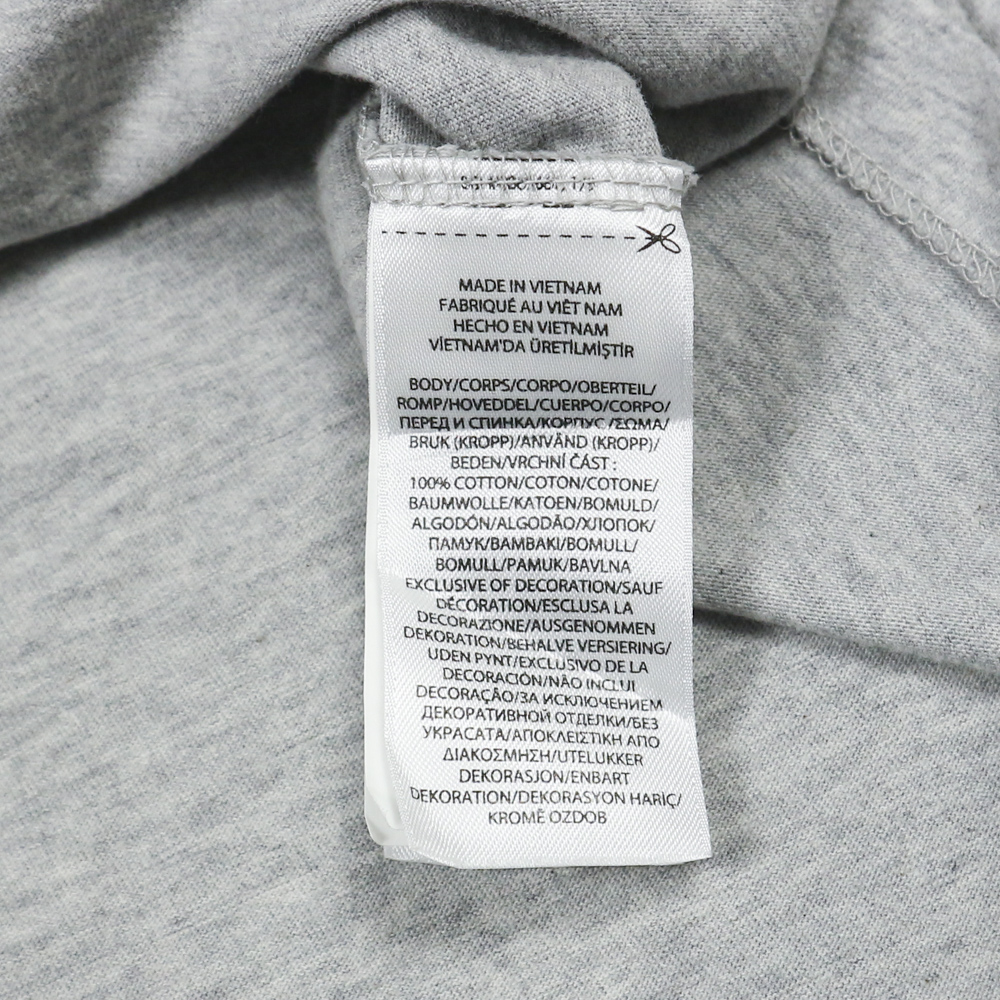 MADE IN VIETNAM
FABRIQUÉ AU VIÊT NAM
HECHO EN VIETNAM
VİETNAM'DA ÜRETİLMİŞTİR
BODY/CORPS/CORPO/OBERTEIL/
ROMP/HOVEDDEL/CUERPO/CORPO/
ПЕРЕД И СПИНКА/КОРПУС/ΣΩΜΑ/
BRUK (KROPP)/ANVÄND (KROPP)/
BEDEN/VRCHNÍ ČÁST :
100% COTTON/COTON/COTONE/
BAUMWOLLE/KATOEN/BOMULD/
ALGODÓN/ALGODÃO/ХЛОПОК/
ПАМУК/ΒΑΜΒΑΚΙ/BOMULL/
BOMULL/PAMUK/BAVLNA
EXCLUSIVE OF DECORATION/SAUF
DÉCORATION/ESCLUSA LA
DECORAZIONE/AUSGENOMMEN
DEKORATION/BEHALVE VERSIERING/
UDEN PYNT/EXCLUSIVO DE LA
DECORACIÓN/NÃO INCLUI
DECORAÇÃO/ЗА ИСКЛЮЧЕНИЕМ
ДЕКОРАТИВНОЙ ОТДЕЛКИ/БЕЗ
УКРАСАТА/ΑΠΟΚΛΕΙΣΤΙΚΗ ΑΠΟ
ΔΙΑΚΟΣΜΗΣΗ/UTELUKKER
DEKORASJON/ENBART
DEKORATION/DEKORASYON HARİÇ/
KROMĚ OZDOB